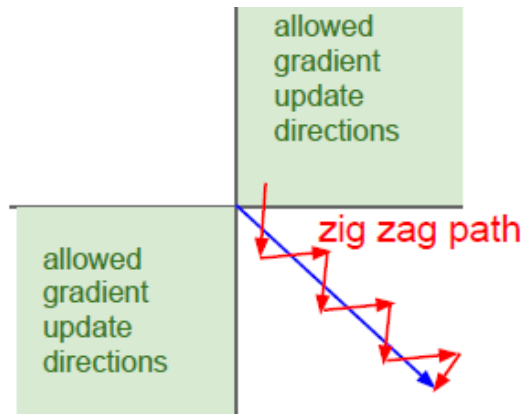 allowed
gradient
update
directions
zig zag path
allowed
gradient
update
directions